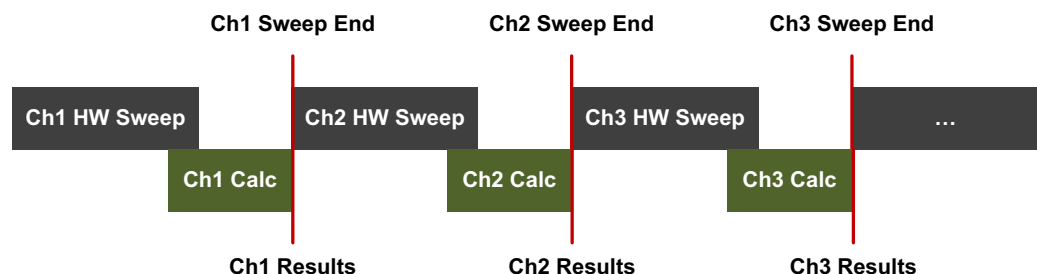 Ch1 Sweep End Ch2 Sweep End Ch3 Sweep End
Ch1 HW Sweep Ch2 HW Sweep Ch3 HW Sweep …
Ch1 Calc Ch2 Calc Ch3 Calc
Ch1 Results Ch2 Results Ch3 Results